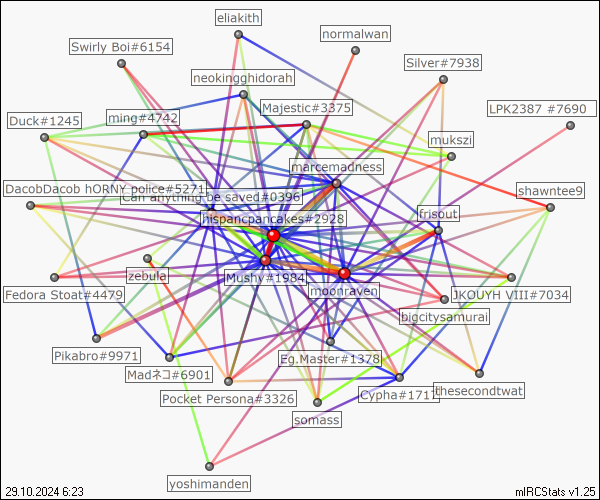 eliakith
normalwan
Swirly Boi#6154
Silver#7938
neokingghidorah
Majestic#3375
LPK2387 #7690
Duck#1245
ming#4742
mukszi
marcemadness
DacobDacob hORNY police#5271
Can anything be saved#0396
shawntee9
hispancpancakes#2928
frisout
zebula
Mushy#1984
Fedora Stoat#4479
moonraven
JKOUYH VIII#7034
bigcitysamurai
Pikabro#9971
Eg.Master#1378
Madネコ#6901
Pocket Persona#3326
Cypha#1717
thesecondtwat
somass
yoshimanden
29.10.2024 6:23
mIRCStats v1.25